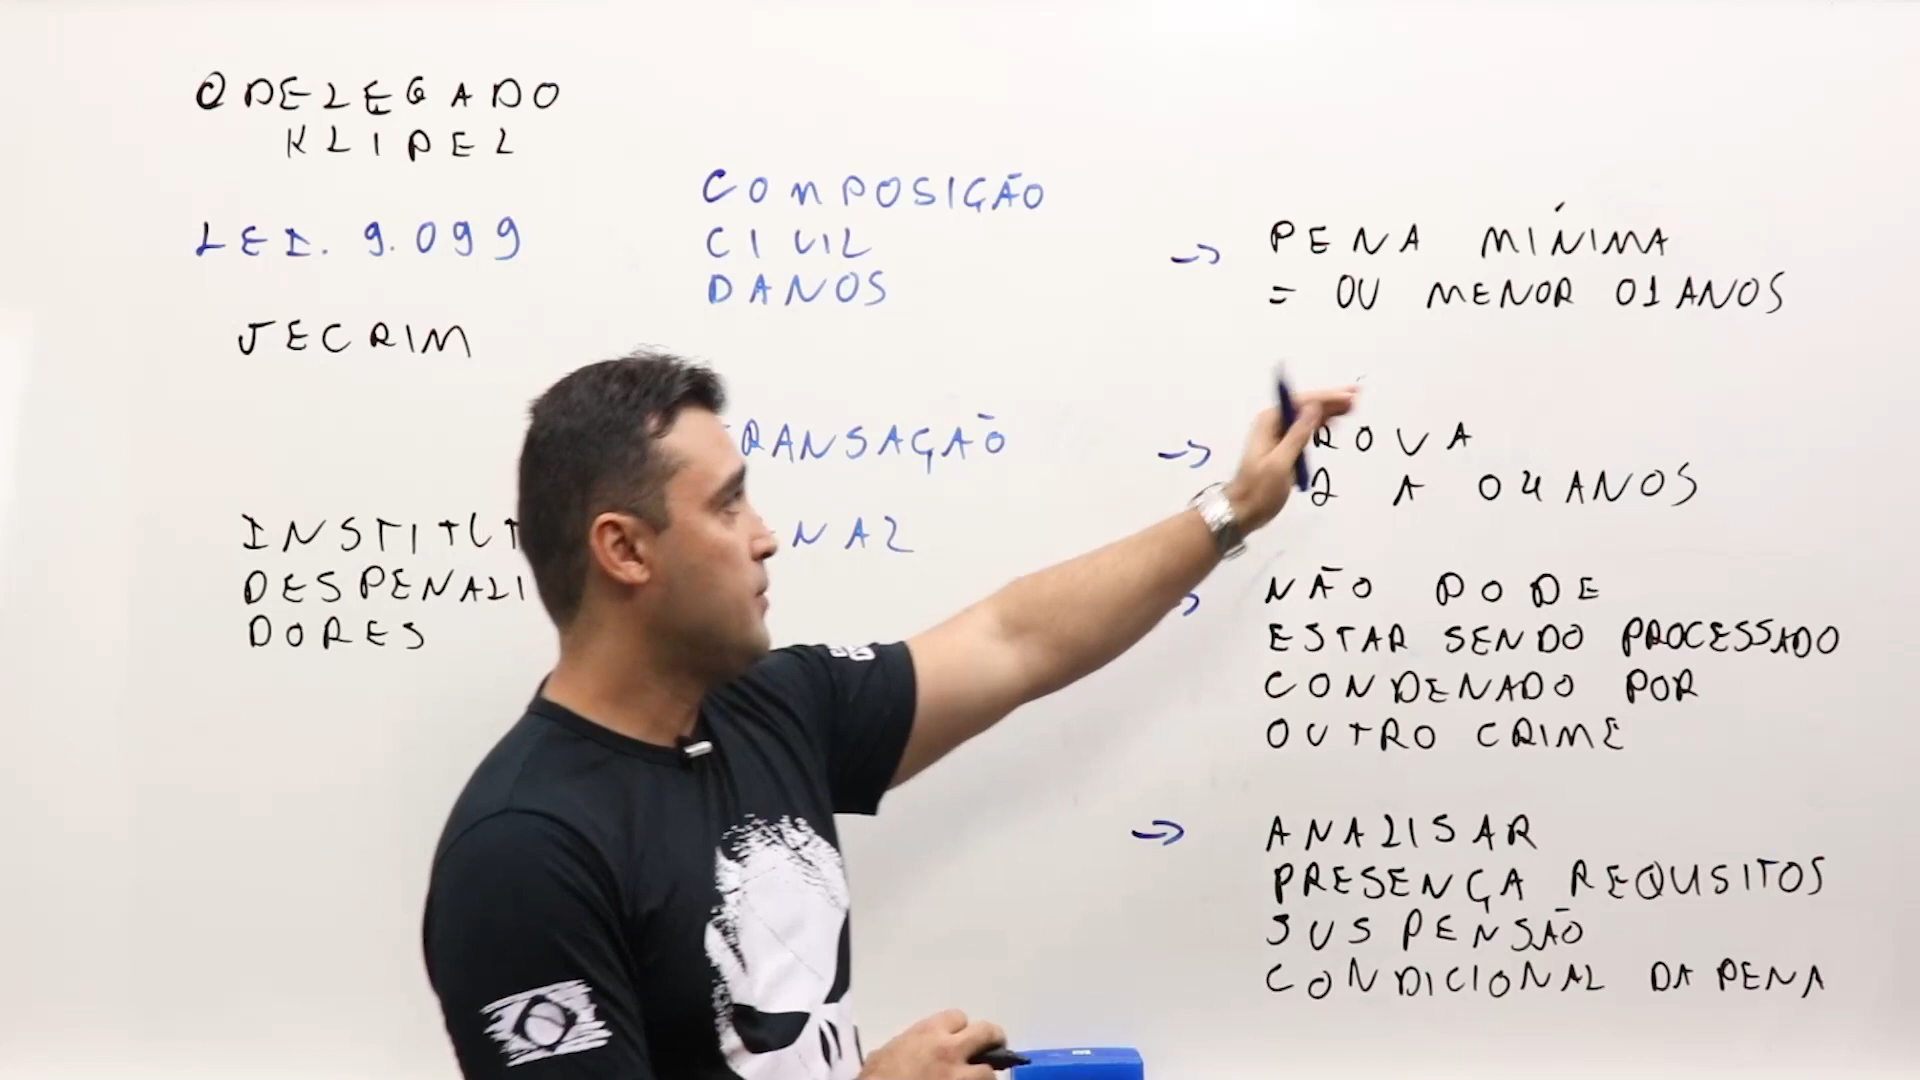 @DELEGADO
KLIPEL
LEI. 9.099
JECRIM
INSTITUT
DESPENALI
DORES
COMPOSIÇÃO
CIVIL
DANOS
RANSAÇÃO
NAL
→ PENA MÍNIMA
= OU MENOR 01 ANOS
→ ROVA
2 A 04 ANOS
NÃO PODE
ESTAR SENDO PROCESSADO
CONDENADO POR
OUTRO CRIME
→ ANALISAR
PRESENÇA REQUSITOS
SUSPENSÃO
CONDICIONAL DA PENA